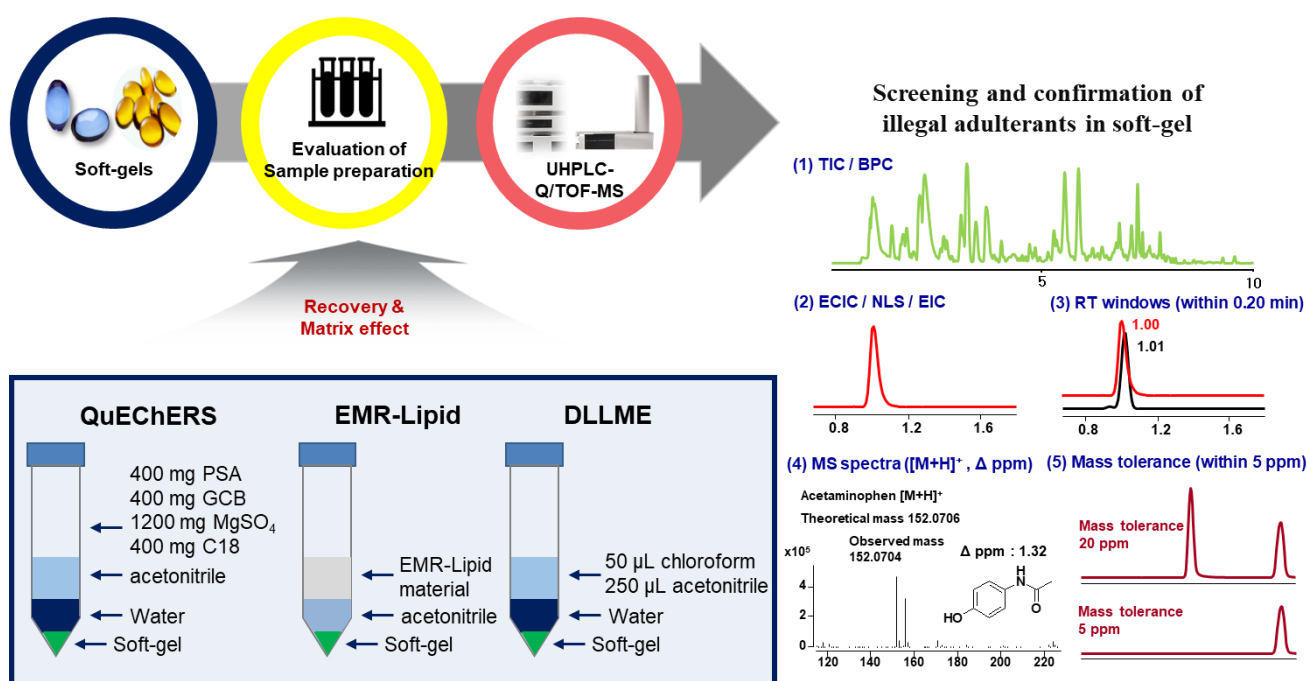 Soft-gels
Evaluation of
Sample preparation
UHPLC-
Q/TOF-MS
Recovery &
Matrix effect
QuEChERS
400 mg PSA
400 mg GCB
1200 mg MgSO₄
400 mg C18
acetonitrile
Water
Soft-gel
EMR-Lipid
EMR-Lipid
material
acetonitrile
Soft-gel
DLLME
50 µL chloroform
250 µL acetonitrile
Water
Soft-gel
Screening and confirmation of
illegal adulterants in soft-gel
(1) TIC / BPC
5
10
(2) ECIC / NLS / EIC
0.8
1.2
1.6
(3) RT windows (within 0.20 min)
1.00
1.01
0.8
1.2
1.6
(4) MS spectra ([M+H]⁺ , Δ ppm)
Acetaminophen [M+H]⁺
Theoretical mass 152.0706
Observed mass
152.0704
Δ ppm : 1.32
x10⁵
4
2
0
120
140
160
180
200
220
H
N
O
HO
(5) Mass tolerance (within 5 ppm)
Mass tolerance
20 ppm
Mass tolerance
5 ppm